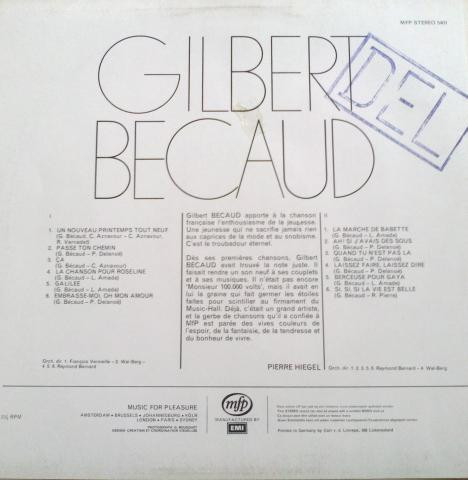 MFP STEREO 5401
GILBERT
BECAUD
DEL
I
1. UN NOUVEAU PRINTEMPS TOUT NEUF
(G. Bécaud, C. Aznavour - C. Aznavour,
R. Varnadet)
2. PASSE TON CHEMIN
(G. Bécaud - P. Delanoë)
3. ÇA
(G. Bécaud - C. Aznavour)
4. LA CHANSON POUR ROSELINE
(G. Bécaud - P. Delanoë)
5. GALILEE
(G. Bécaud - L. Amade)
6. EMBRASSE-MOI, OH MON AMOUR
(G. Bécaud - P. Delanoë)
Orch. dir. 1. François Vermeille - 2. Wal-Berg -
4. 5. 6. Raymond Bernard
Gilbert BECAUD apporte à la chanson
française l'enthousiasme de la jeunesse.
Une jeunesse qui ne sacrifie jamais rien
aux caprices de la mode et au snobisme.
C'est le troubadour éternel.
Dès ses premières chansons, Gilbert
BECAUD avait trouvé la note juste. Il
faisait rendre un son neuf à ses couplets
et à ses musiques. Il n'était pas encore
'Monsieur 100.000 volts', mais il avait en
lui la graine qui fait germer les étoiles
faites pour scintiller au firmament du
Music-Hall. Déjà, c'était un grand artiste,
et la gerbe de chansons qu'il a confiée à
MfP est parée des vives couleurs de
l'espoir, de la fantaisie, de la tendresse et
du bonheur de vivre.
PIERRE HIEGEL
II
1. LA MARCHE DE BABETTE
(G. Bécaud - L. Amade)
2. AH! SI J'AVAIS DES SOUS
(G. Bécaud - P. Delanoë)
3. QUAND TU N'EST PAS LA
(G. Bécaud - P. Delanoë)
4. LAISSEZ FAIRE, LAISSEZ DIRE
(G. Bécaud - P. Delanoë)
5. BERCEUSE POUR GAYA
(G. Bécaud - L. Amade)
6. SI, SI, SI LA VIE EST BELLE
(G. Bécaud - R. Pierre)
Orch. dir. 1. 2. 3. 5. 6. Raymond Bernard - 4. Wal-Berg
RPM
MUSIC FOR PLEASURE
AMSTERDAM • BRUSSELS • JOHANNESBURG • KÖLN
LONDON • PARIS • SYDNEY
mfp
MANUFACTURED BY
EMI
Printed in Germany by